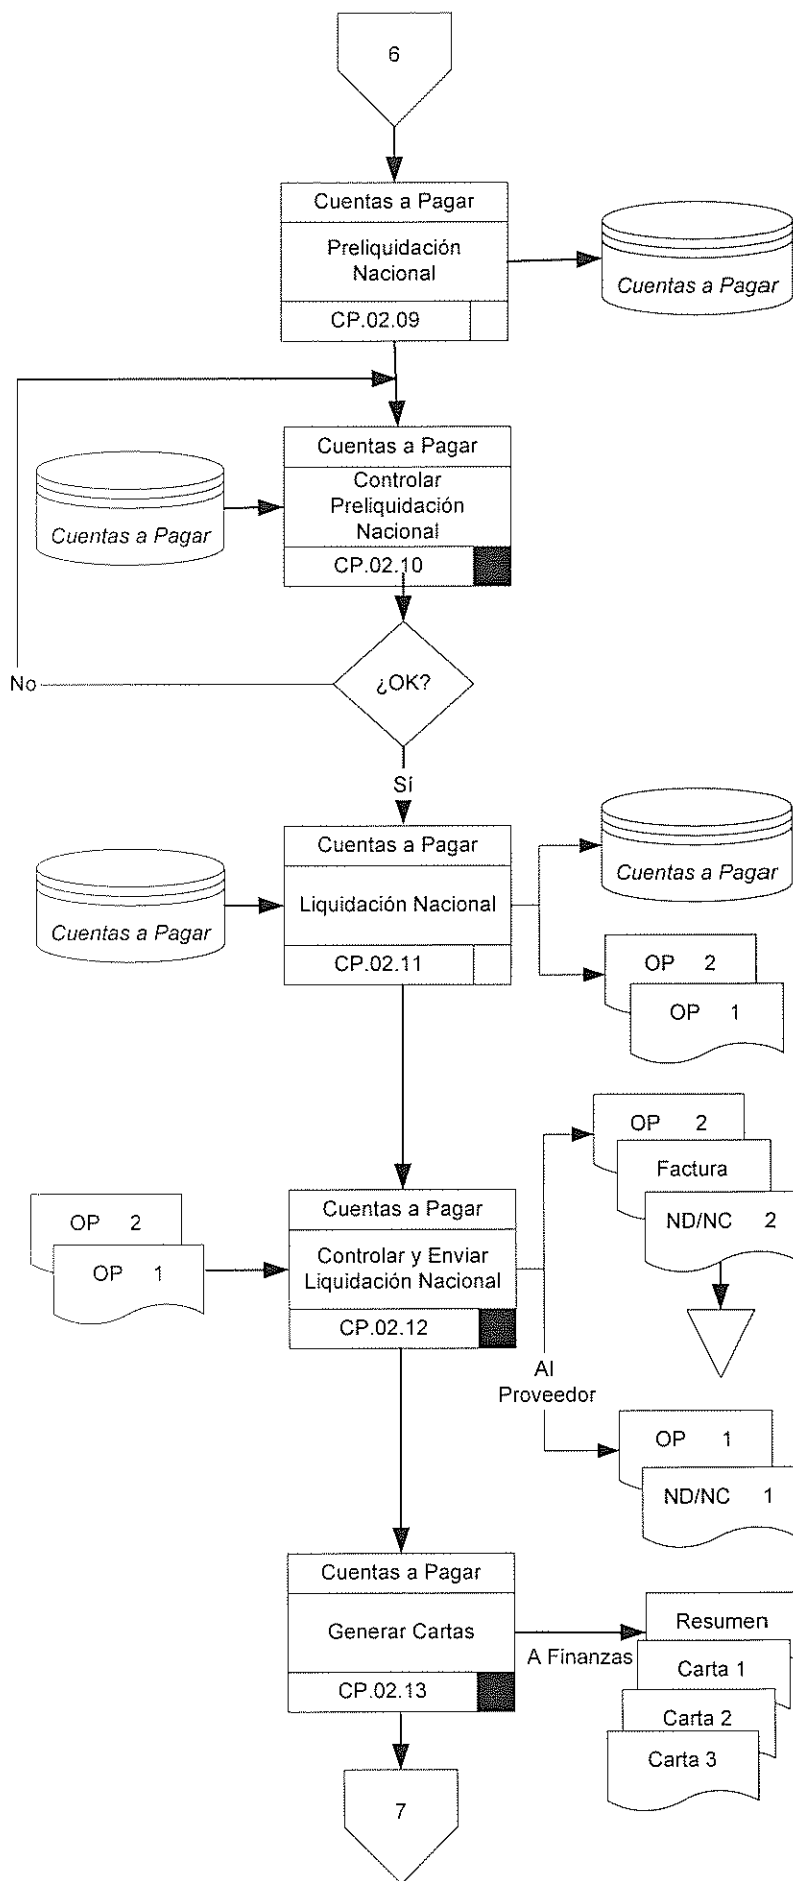 6
Cuentas a Pagar
Preliquidación
Nacional
CP.02.09
Cuentas a Pagar
Cuentas a Pagar
Controlar
Preliquidación
Nacional
CP.02.10
Cuentas a Pagar
No
¿OK?
Sí
Cuentas a Pagar
Liquidación Nacional
CP.02.11
Cuentas a Pagar
Cuentas a Pagar
OP 2
OP 1
OP 2
OP 1
Cuentas a Pagar
Controlar y Enviar
Liquidación Nacional
CP.02.12
OP 2
Factura
ND/NC 2
Al
Proveedor
OP 1
ND/NC 1
Cuentas a Pagar
Generar Cartas
CP.02.13
A Finanzas
Resumen
Carta 1
Carta 2
Carta 3
7